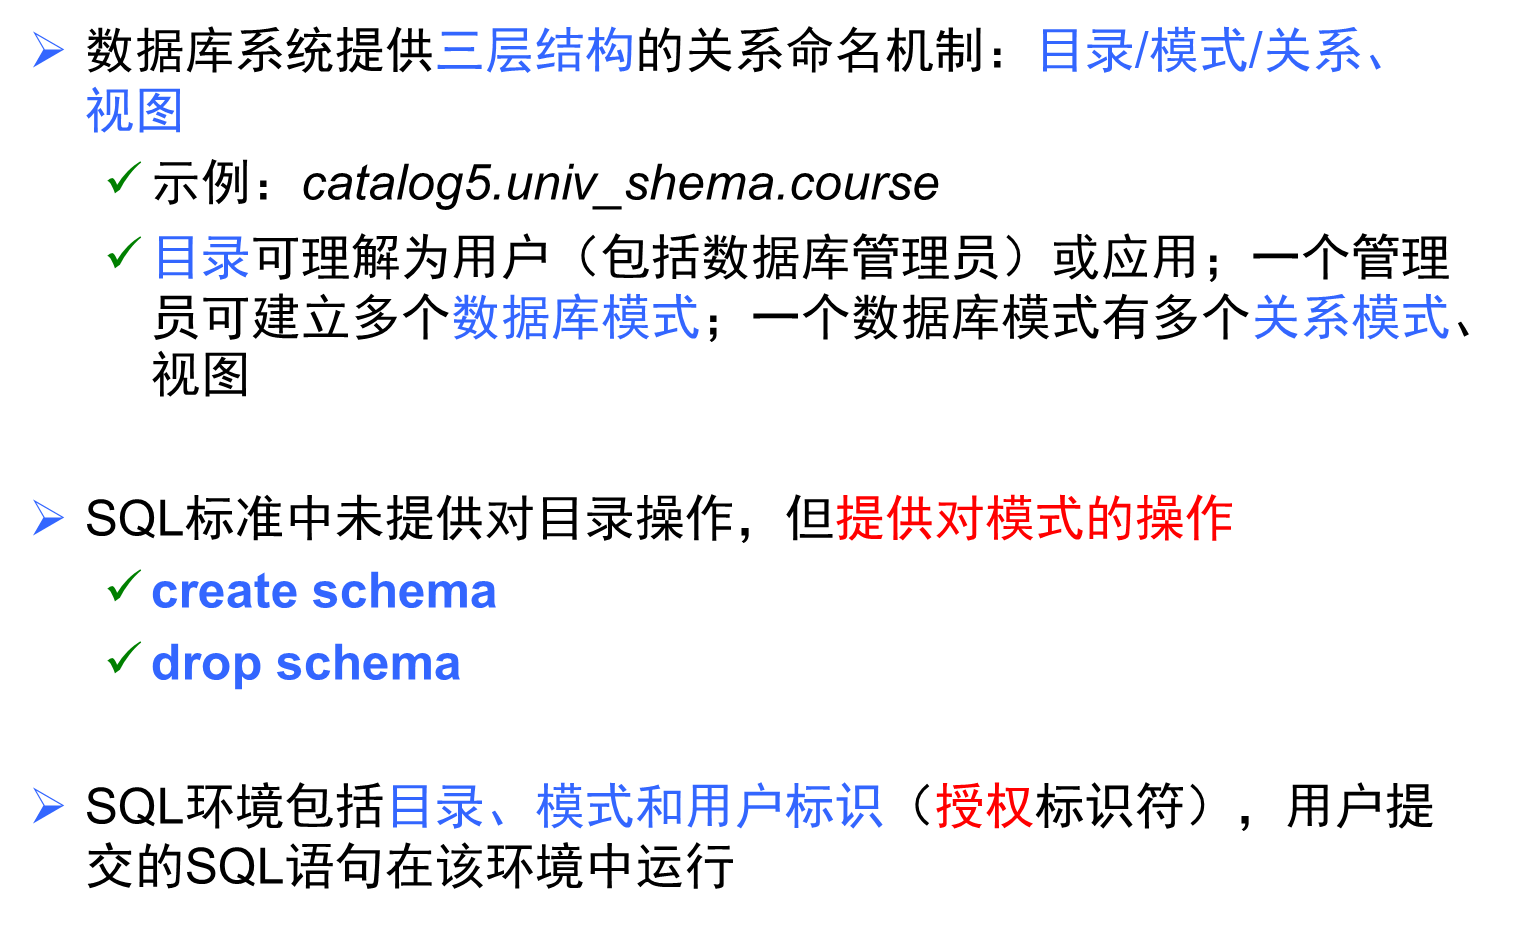 数据库系统提供三层结构的关系命名机制：目录/模式/关系、
视图
示例：catalog5.univ_shema.course
目录可理解为用户（包括数据库管理员）或应用；一个管理
员可建立多个数据库模式；一个数据库模式有多个关系模式、
视图
SQL标准中未提供对目录操作，但提供对模式的操作
create schema
drop schema
SQL环境包括目录、模式和用户标识（授权标识符），用户提
交的SQL语句在该环境中运行